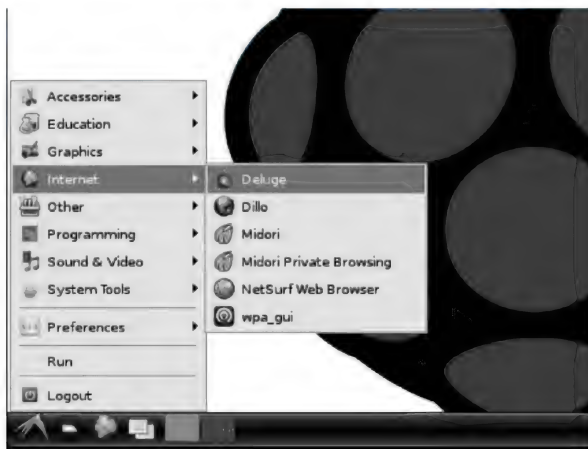 Accessories
Education
Graphics
Internet
Other
Programming
Sound & Video
System Tools
Preferences
Run
Logout
Deluge
Dillo
Midori
Midori Private Browsing
NetSurf Web Browser
wpa_gui